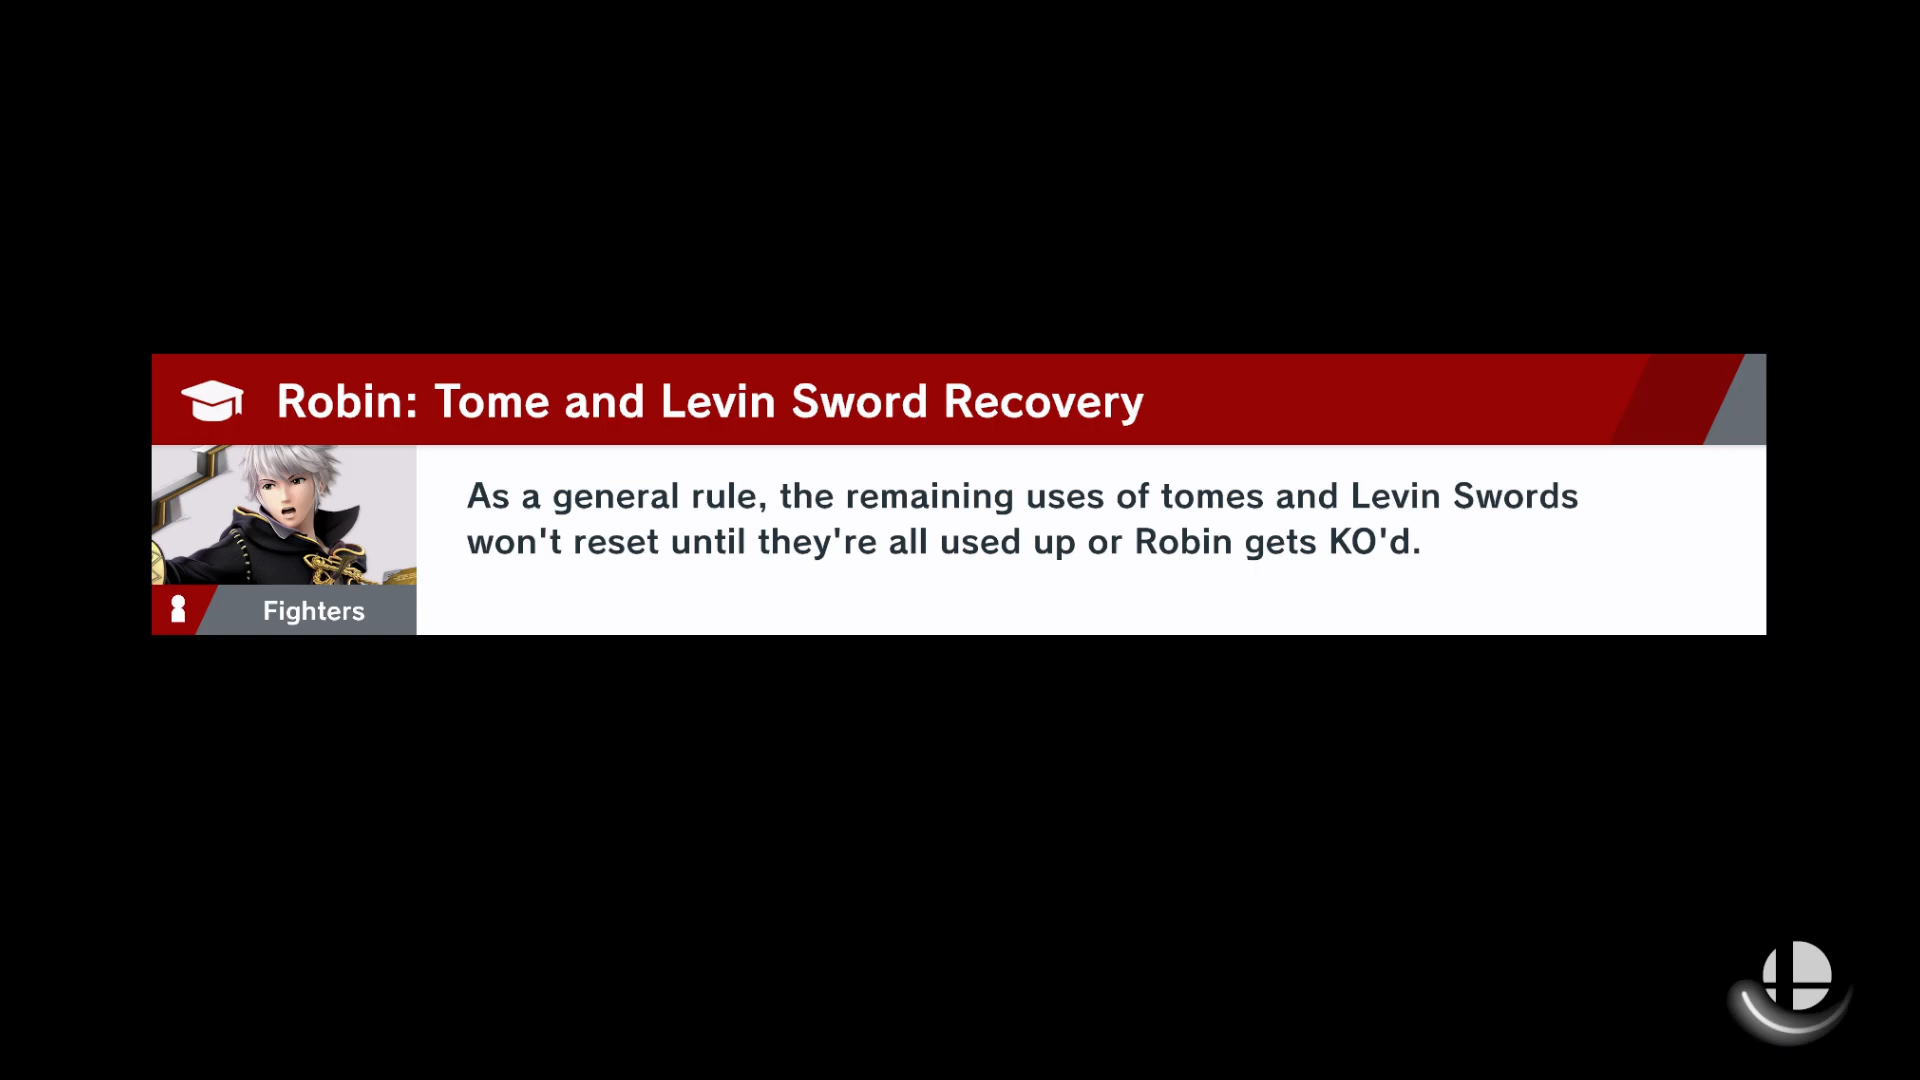 Robin: Tome and Levin Sword Recovery
As a general rule, the remaining uses of tomes and Levin Swords
won't reset until they're all used up or Robin gets KO'd.
Fighters